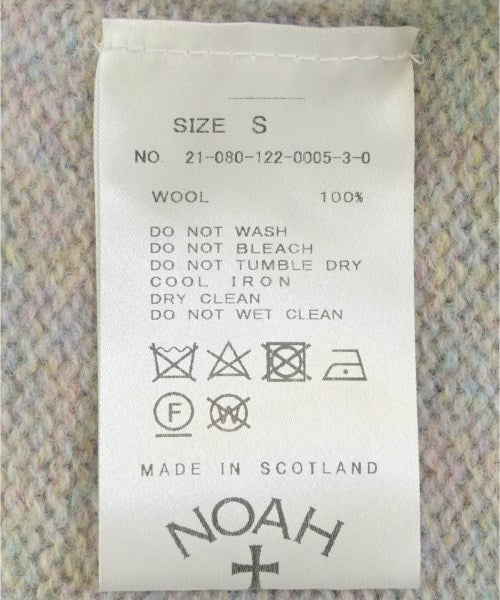 SIZE S
NO. 21-080-122-0005-3-0
WOOL 100%
DO NOT WASH
DO NOT BLEACH
DO NOT TUMBLE DRY
COOL IRON
DRY CLEAN
DO NOT WET CLEAN
F W
MADE IN SCOTLAND
NOAH